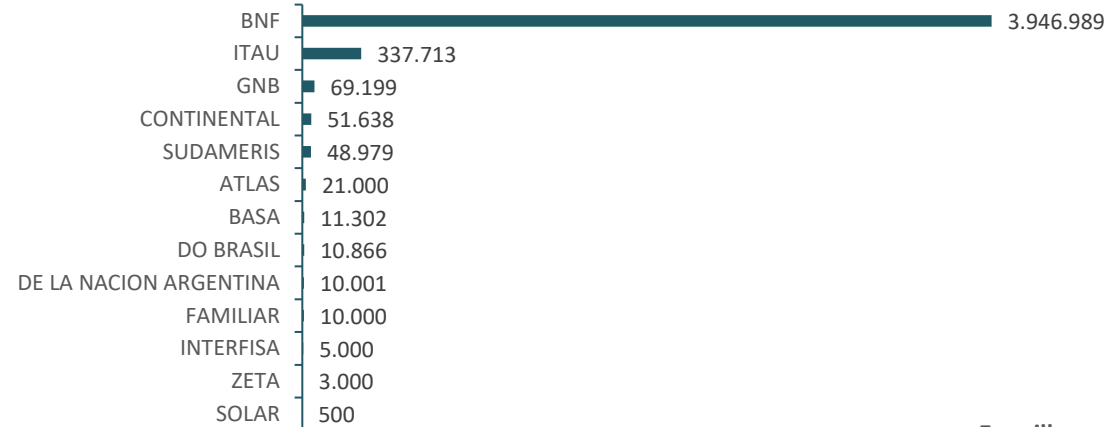 BNF 3.946.989
ITAU 337.713
GNB 69.199
CONTINENTAL 51.638
SUDAMERIS 48.979
ATLAS 21.000
BASA 11.302
DO BRASIL 10.866
DE LA NACION ARGENTINA 10.001
FAMILIAR 10.000
INTERFISA 5.000
ZETA 3.000
SOLAR 500